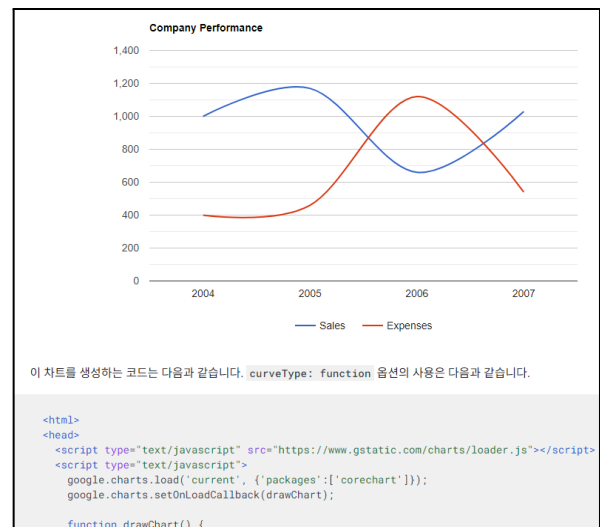 Company Performance
1,400
1,200
1,000
800
600
400
200
0
2004 2005 2006 2007
Sales Expenses
이 차트를 생성하는 코드는 다음과 같습니다. curveType: function 옵션의 사용은 다음과 같습니다.
<html>
<head>
<script type="text/javascript" src="https://www.gstatic.com/charts/loader.js"></script>
<script type="text/javascript">
google.charts.load('current', {'packages':['corechart']});
google.charts.setOnLoadCallback(drawChart);
function drawChart() {